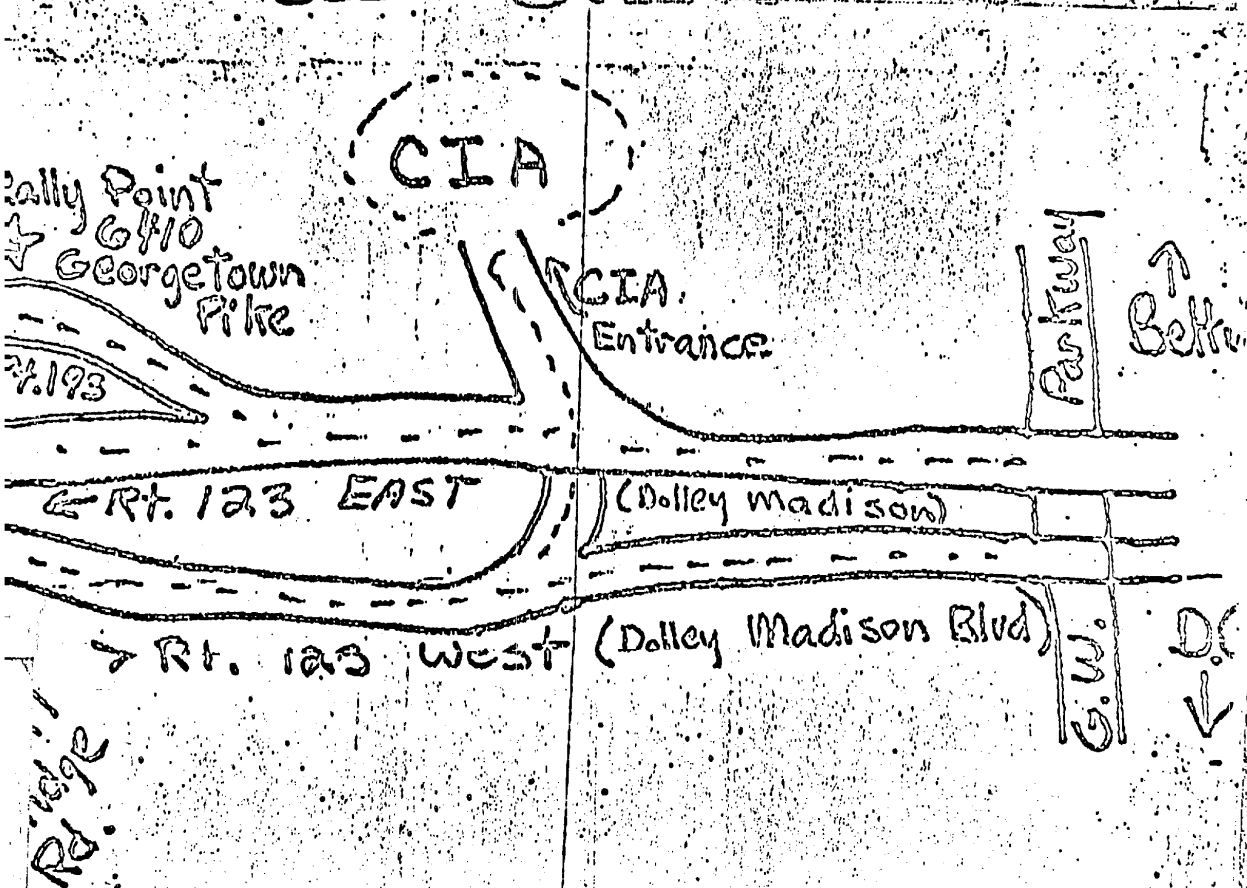 CIA
Rally Point
6410
Georgetown
Pike
CIA
Entrance
Parkway
Rt.193
← Rt. 123 EAST
(Dolley Madison)
> Rt. 123 West (Dolley Madison Blvd)
G.W.
Rd.